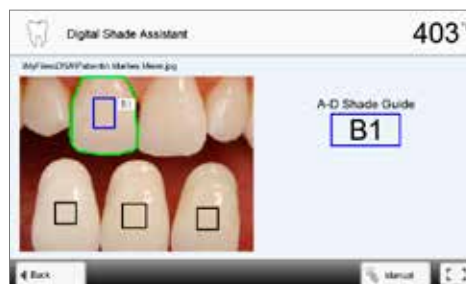 Digital Shade Assistant
403°
A-D Shade Guide
B1
B1
Back
Manual